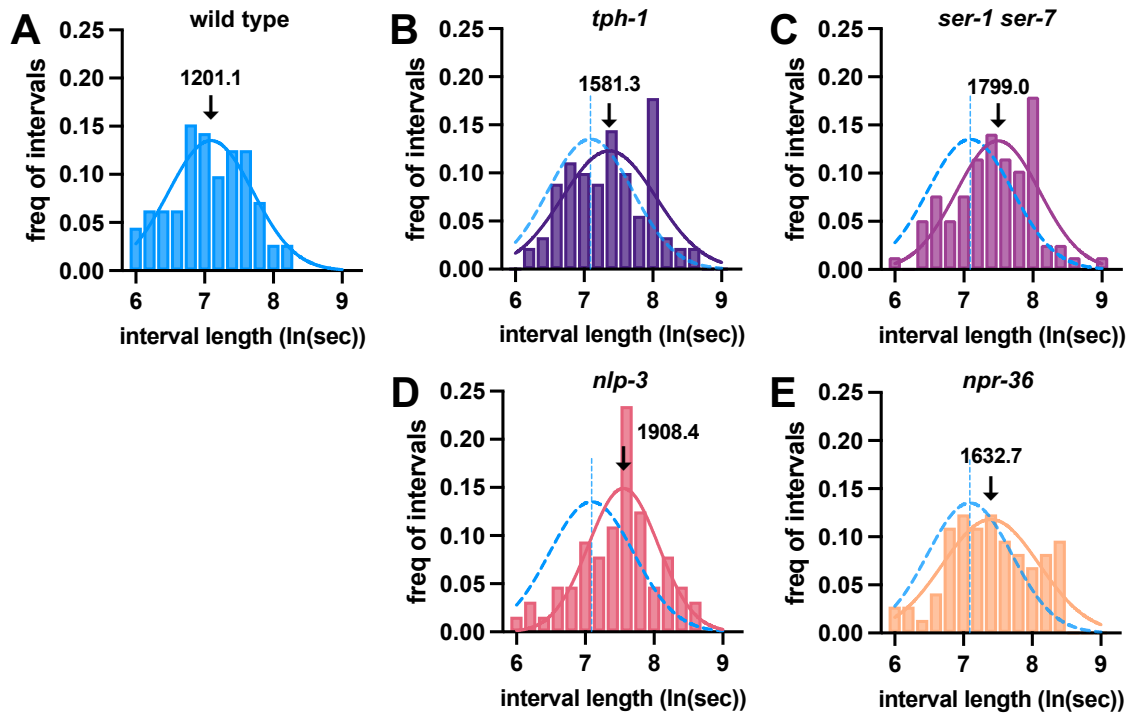 A
wild type
1201.1
freq of intervals
0.25
0.20
0.15
0.10
0.05
0.00
6 7 8 9
interval length (ln(sec))
B
tph-1
1581.3
freq of intervals
0.25
0.20
0.15
0.10
0.05
0.00
6 7 8 9
interval length (ln(sec))
C
ser-1 ser-7
1799.0
freq of intervals
0.25
0.20
0.15
0.10
0.05
0.00
6 7 8 9
interval length (ln(sec))
D
nlp-3
1908.4
freq of intervals
0.25
0.20
0.15
0.10
0.05
0.00
6 7 8 9
interval length (ln(sec))
E
npr-36
1632.7
freq of intervals
0.25
0.20
0.15
0.10
0.05
0.00
6 7 8 9
interval length (ln(sec))